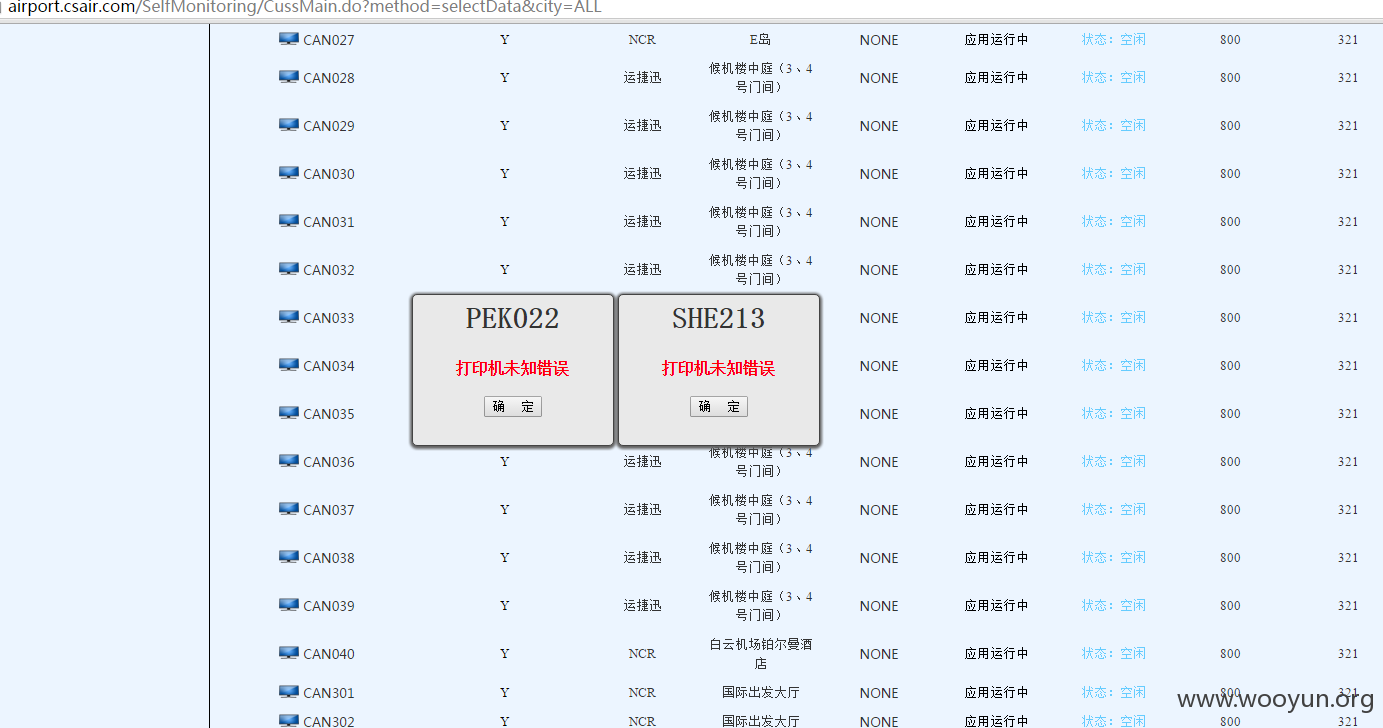 airport.csair.com/SelfMonitoring/CussMain.do?method=selectData&city=ALL
CAN027 Y NCR E岛 NONE 应用运行中 状态：空闲 800 321
CAN028 Y 运捷迅 候机楼中庭（3、4 NONE 应用运行中 状态：空闲 800 321
号门间）
CAN029 Y 运捷迅 候机楼中庭（3、4 NONE 应用运行中 状态：空闲 800 321
号门间）
CAN030 Y 运捷迅 候机楼中庭（3、4 NONE 应用运行中 状态：空闲 800 321
号门间）
CAN031 Y 运捷迅 候机楼中庭（3、4 NONE 应用运行中 状态：空闲 800 321
号门间）
CAN032 Y 运捷迅 候机楼中庭（3、4 NONE 应用运行中 状态：空闲 800 321
号门间）
CAN033 NONE 应用运行中 状态：空闲 800 321
CAN034 NONE 应用运行中 状态：空闲 800 321
CAN035 NONE 应用运行中 状态：空闲 800 321
PEK022
打印机未知错误
确 定
SHE213
打印机未知错误
确 定
CAN036 Y 运捷迅 候机楼中庭（3、4 NONE 应用运行中 状态：空闲 800 321
号门间）
CAN037 Y 运捷迅 候机楼中庭（3、4 NONE 应用运行中 状态：空闲 800 321
号门间）
CAN038 Y 运捷迅 候机楼中庭（3、4 NONE 应用运行中 状态：空闲 800 321
号门间）
CAN039 Y 运捷迅 候机楼中庭（3、4 NONE 应用运行中 状态：空闲 800 321
号门间）
CAN040 Y NCR 白云机场铂尔曼酒 NONE 应用运行中 状态：空闲 800 321
店
CAN301 Y NCR 国际出发大厅 NONE 应用运行中 状态：空闲 800 321
CAN302 Y NCR 国际出发大厅 NONE 应用运行中 状态：空闲 800 321
www.wooyun.org